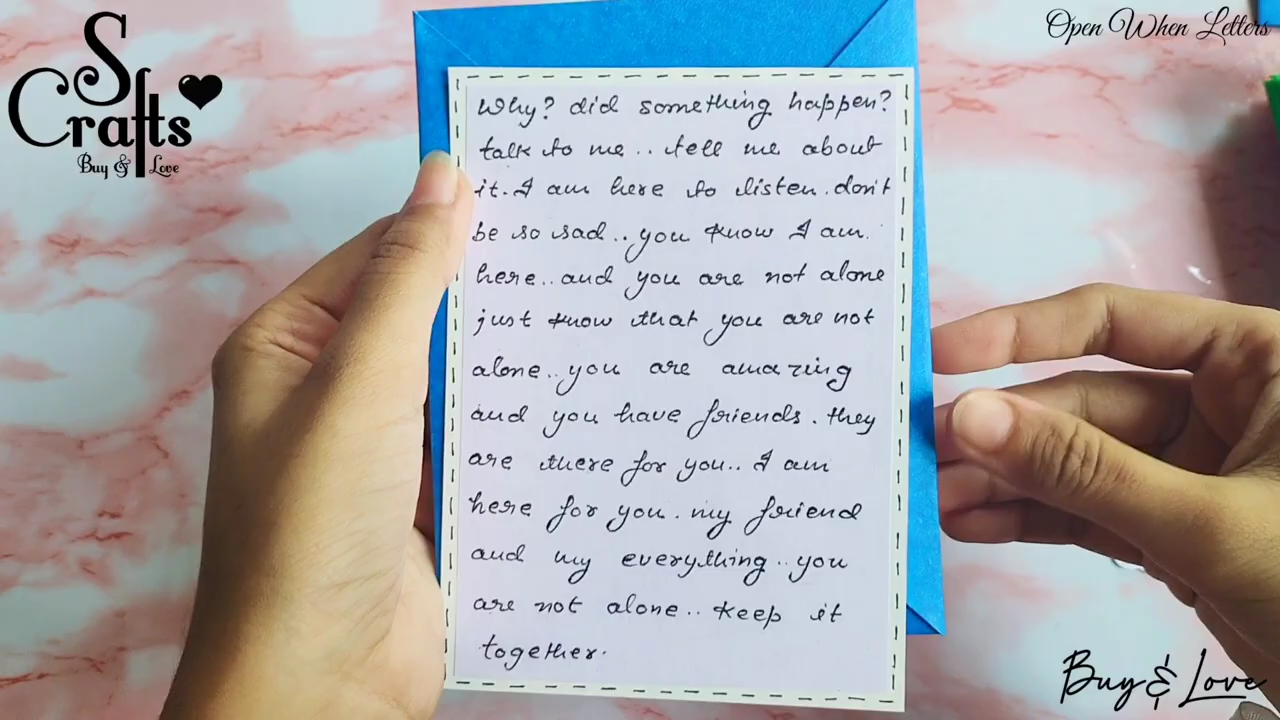 S
Crafts
Buy & Love
Open When Letters
Why? did something happen?
talk to me.. tell me about
it. I am here to listen. don't
be so sad.. you know I am.
here.. and you are not alone
just know that you are not
alone.. you are amazing
and you have friends. they
are there for you.. I am
here for you. my friend
and my everything.. you
are not alone.. keep it
together.
Buy & Love